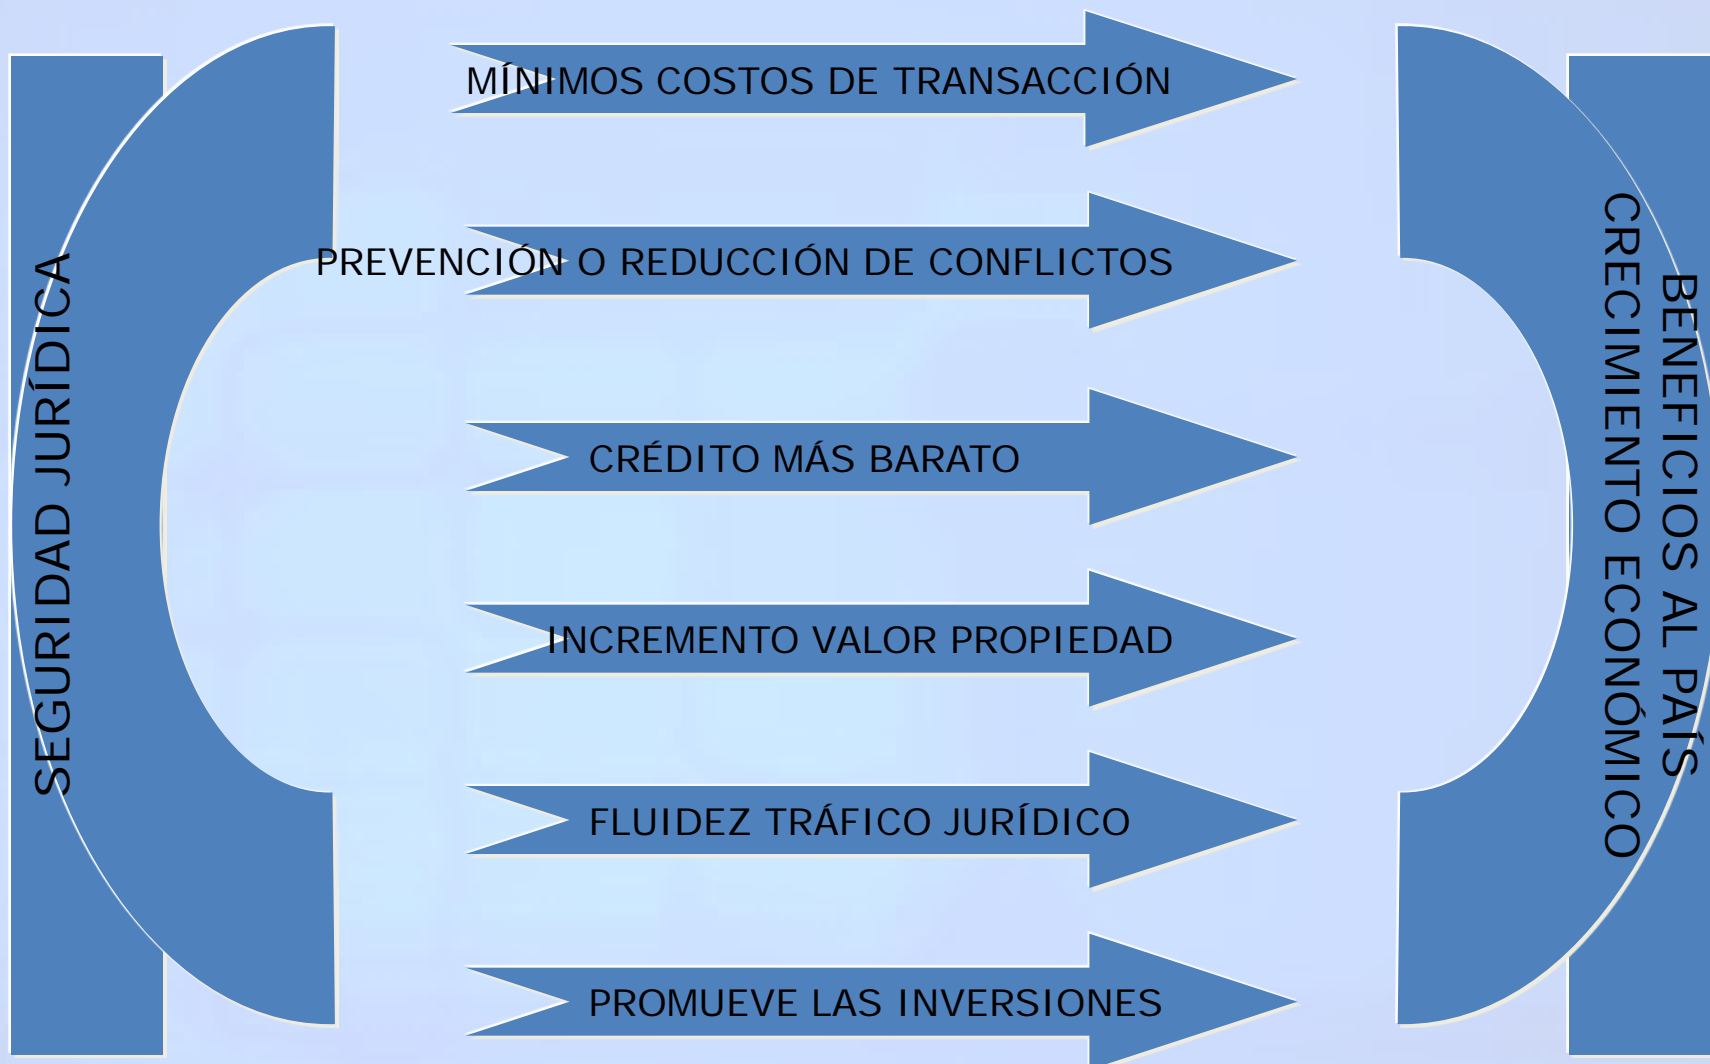 SEGURIDAD JURÍDICA
MÍNIMOS COSTOS DE TRANSACCIÓN
PREVENCIÓN O REDUCCIÓN DE CONFLICTOS
CRÉDITO MÁS BARATO
INCREMENTO VALOR PROPIEDAD
FLUIDEZ TRÁFICO JURÍDICO
PROMUEVE LAS INVERSIONES
BENEFICIOS AL PAÍS
CRECIMIENTO ECONÓMICO